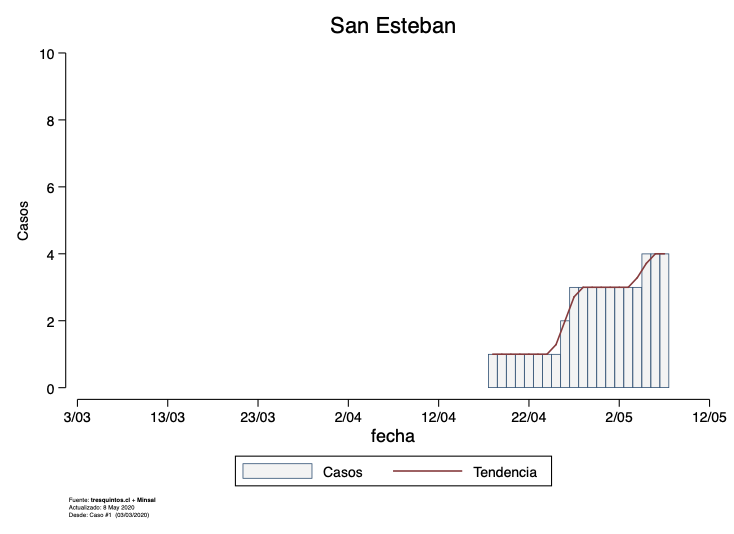 San Esteban
Casos
10
8
6
4
2
0
3/03 13/03 23/03 2/04 12/04 22/04 2/05 12/05
fecha
Casos Tendencia
Fuente: tresquintos.cl + Minsal
Actualizado: 8 May 2020
Desde: Caso #1 (03/03/2020)